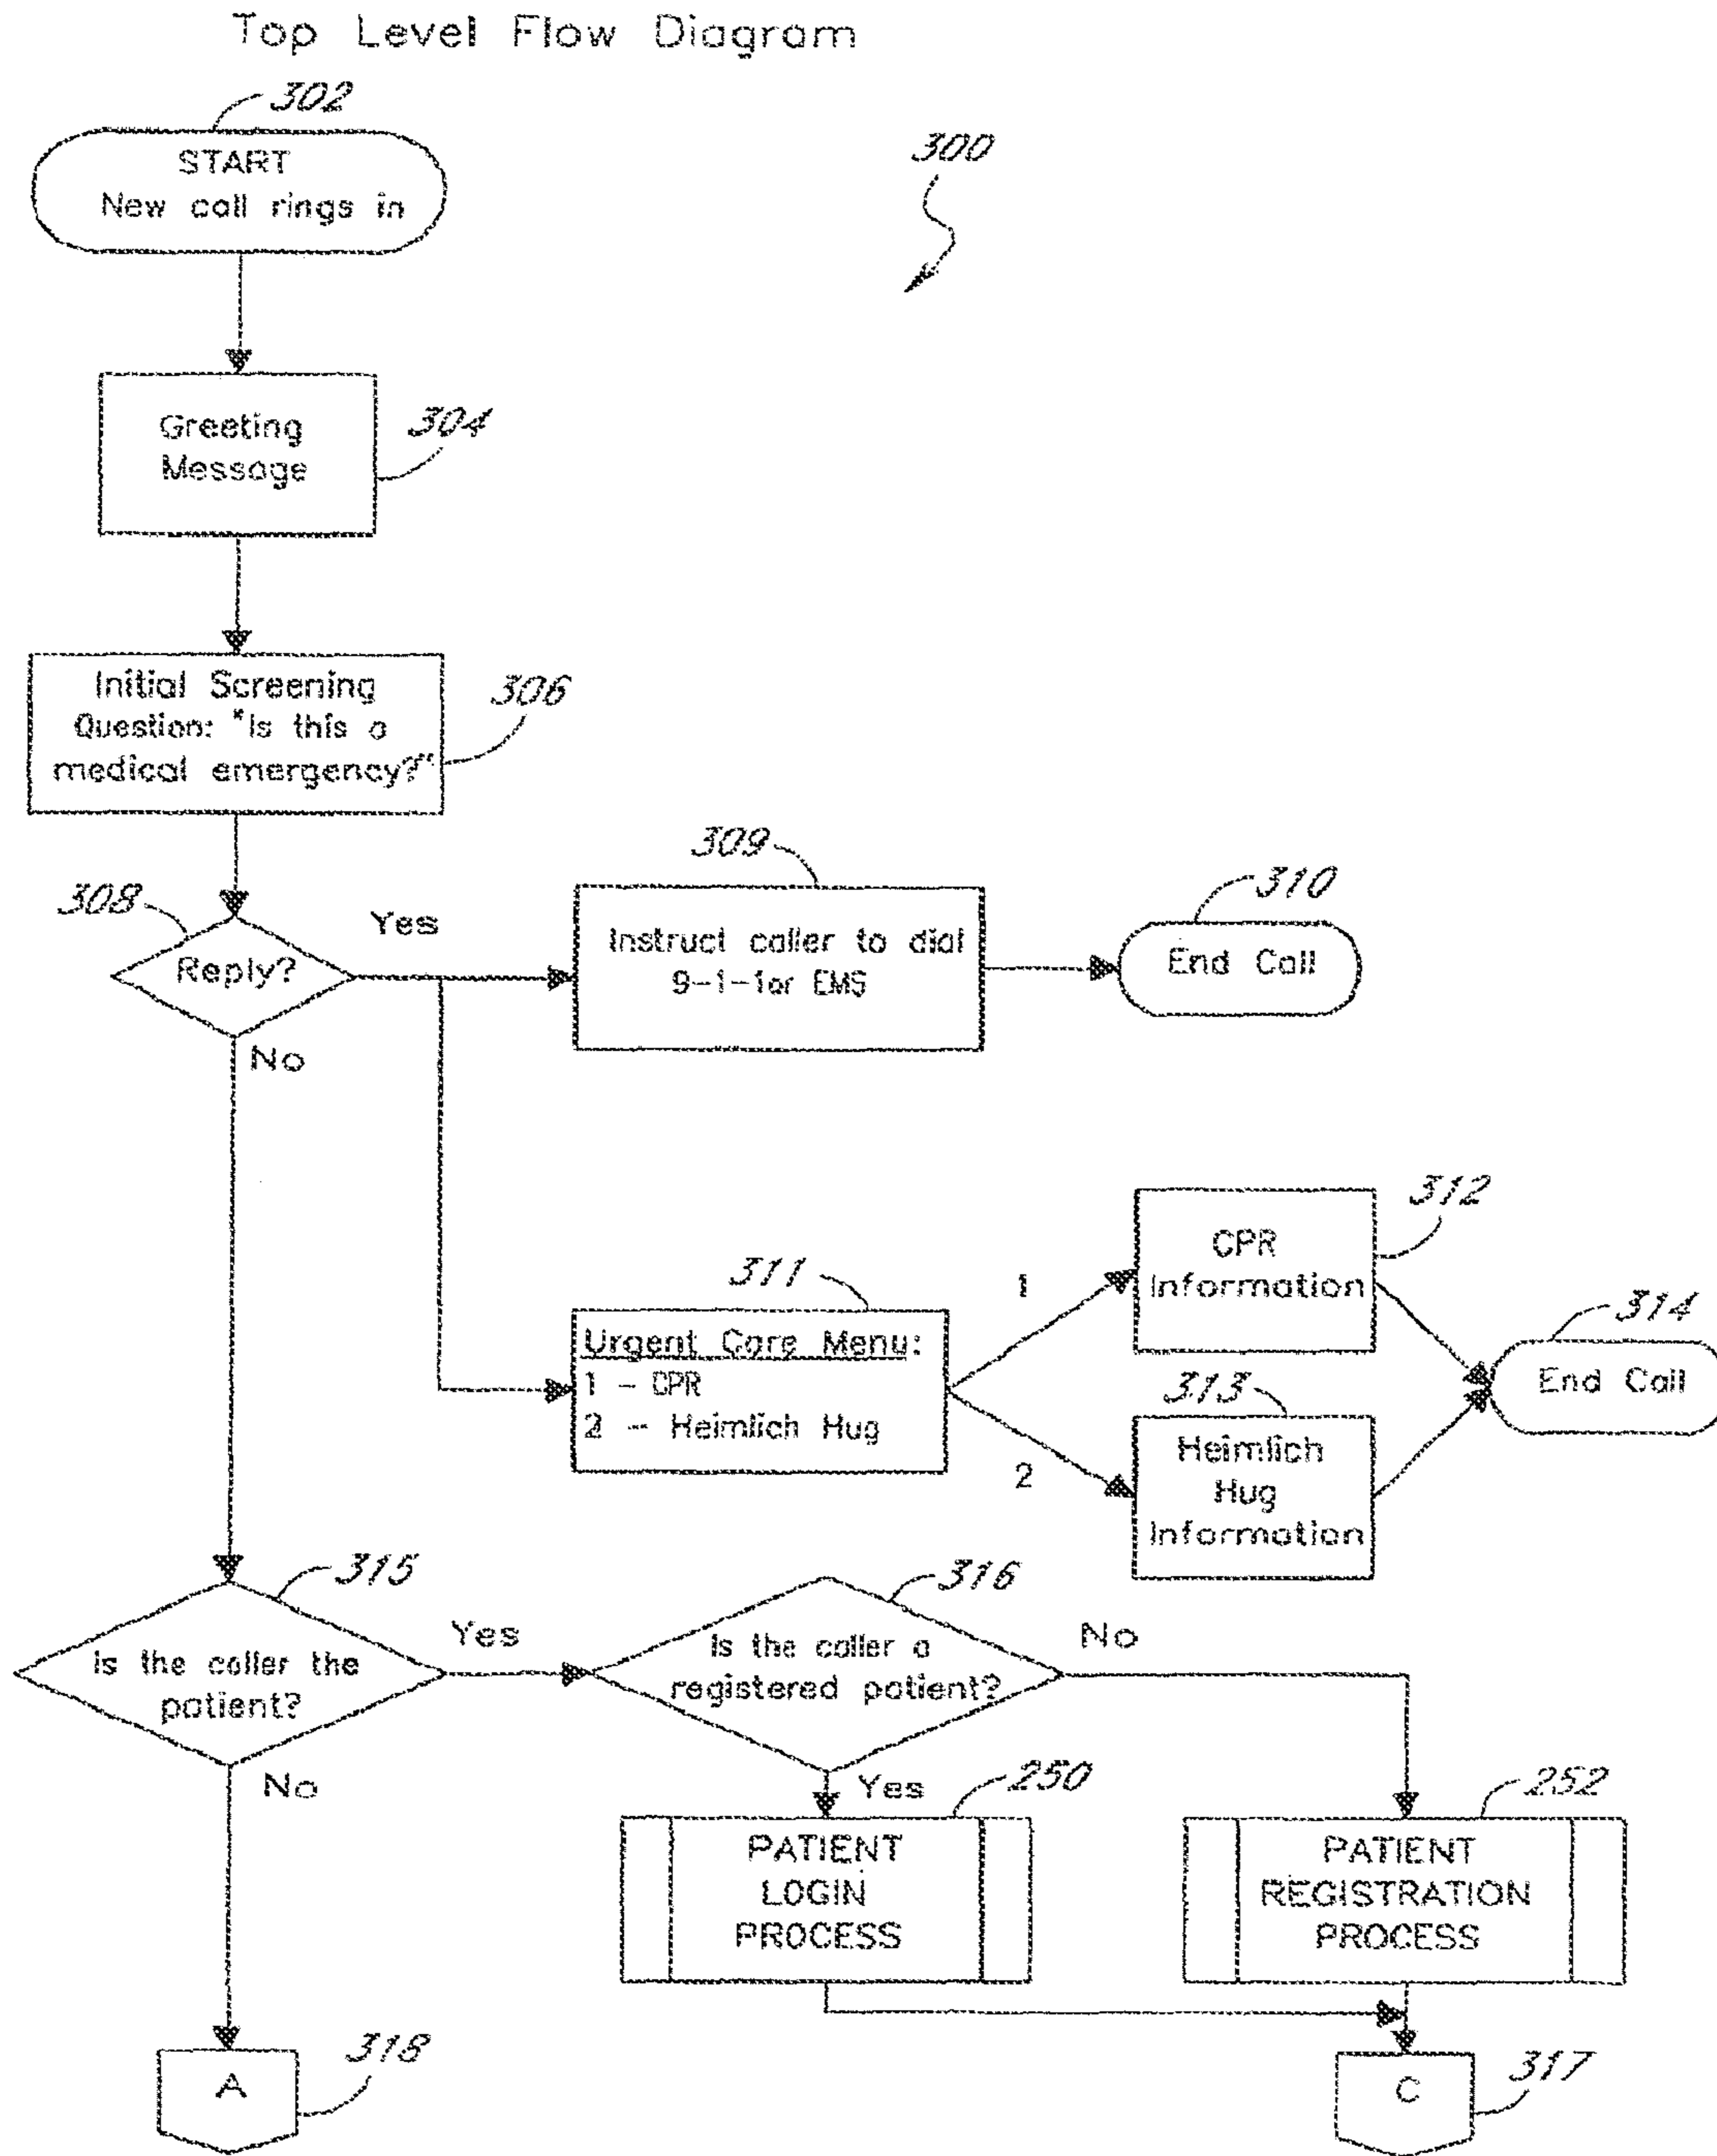 Top Level Flow Diagram
302
START
New call rings in
300
Greeting
Message
304
Initial Screening
Question: "Is this a
medical emergency?"
306
308
Reply?
Yes
No
309
Instruct caller to dial
9-1-1or EMS
310
End Call
311
Urgent Care Menu:
1 - CPR
2 - Heimlich Hug
1
2
312
CPR
Information
313
Heimlich
Hug
Information
314
End Call
315
Is the caller the
patient?
Yes
No
316
Is the caller a
registered patient?
No
Yes
250
PATIENT
LOGIN
PROCESS
252
PATIENT
REGISTRATION
PROCESS
A
318
C
317